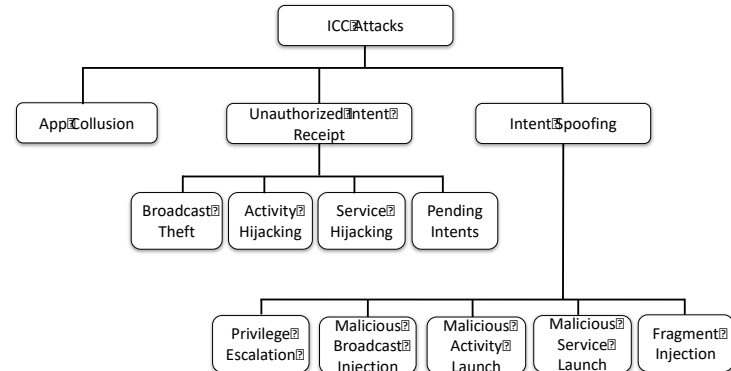 ICC Attacks
App Collusion
Unauthorized Intent
Receipt
Intent Spoofing
Broadcast
Theft
Activity
Hijacking
Service
Hijacking
Pending
Intents
Privilege
Escalation
Malicious
Broadcast
Injection
Malicious
Activity
Launch
Malicious
Service
Launch
Fragment
Injection